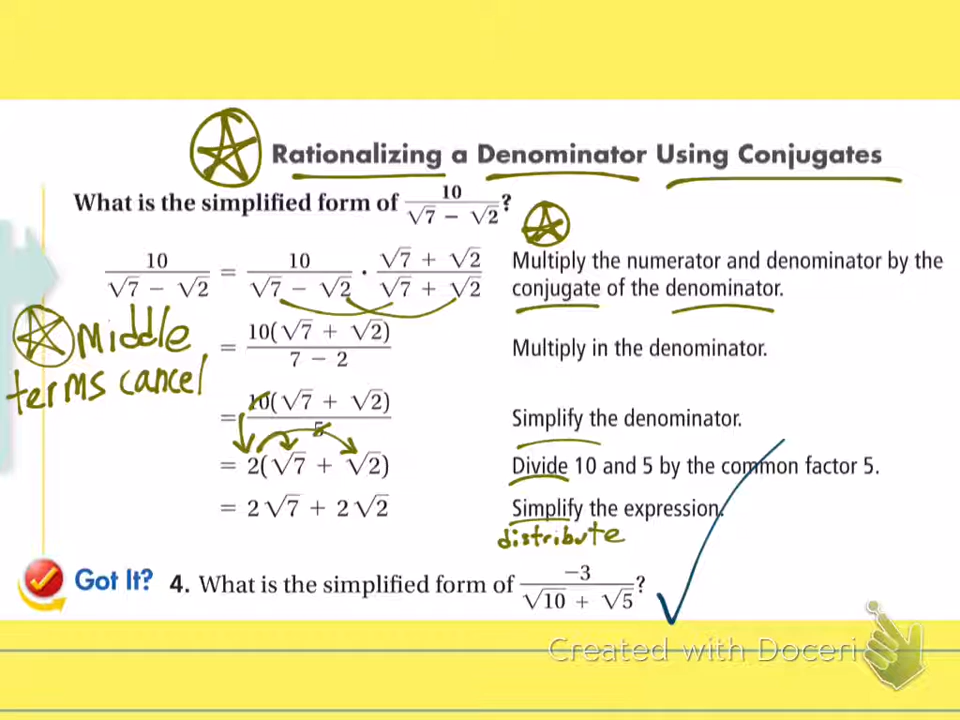 Rationalizing a Denominator Using Conjugates
What is the simplified form of 10/(√7 − √2)?
10/(√7 − √2) = 10/(√7 − √2) · (√7 + √2)/(√7 + √2) Multiply the numerator and denominator by the
conjugate of the denominator.
Middle
terms cancel
= 10(√7 + √2)/(7 − 2) Multiply in the denominator.
= 10(√7 + √2)/5 Simplify the denominator.
= 2(√7 + √2) Divide 10 and 5 by the common factor 5.
= 2√7 + 2√2 Simplify the expression.
distribute
Got It? 4. What is the simplified form of −3/(√10 + √5)?
Created with Doceri